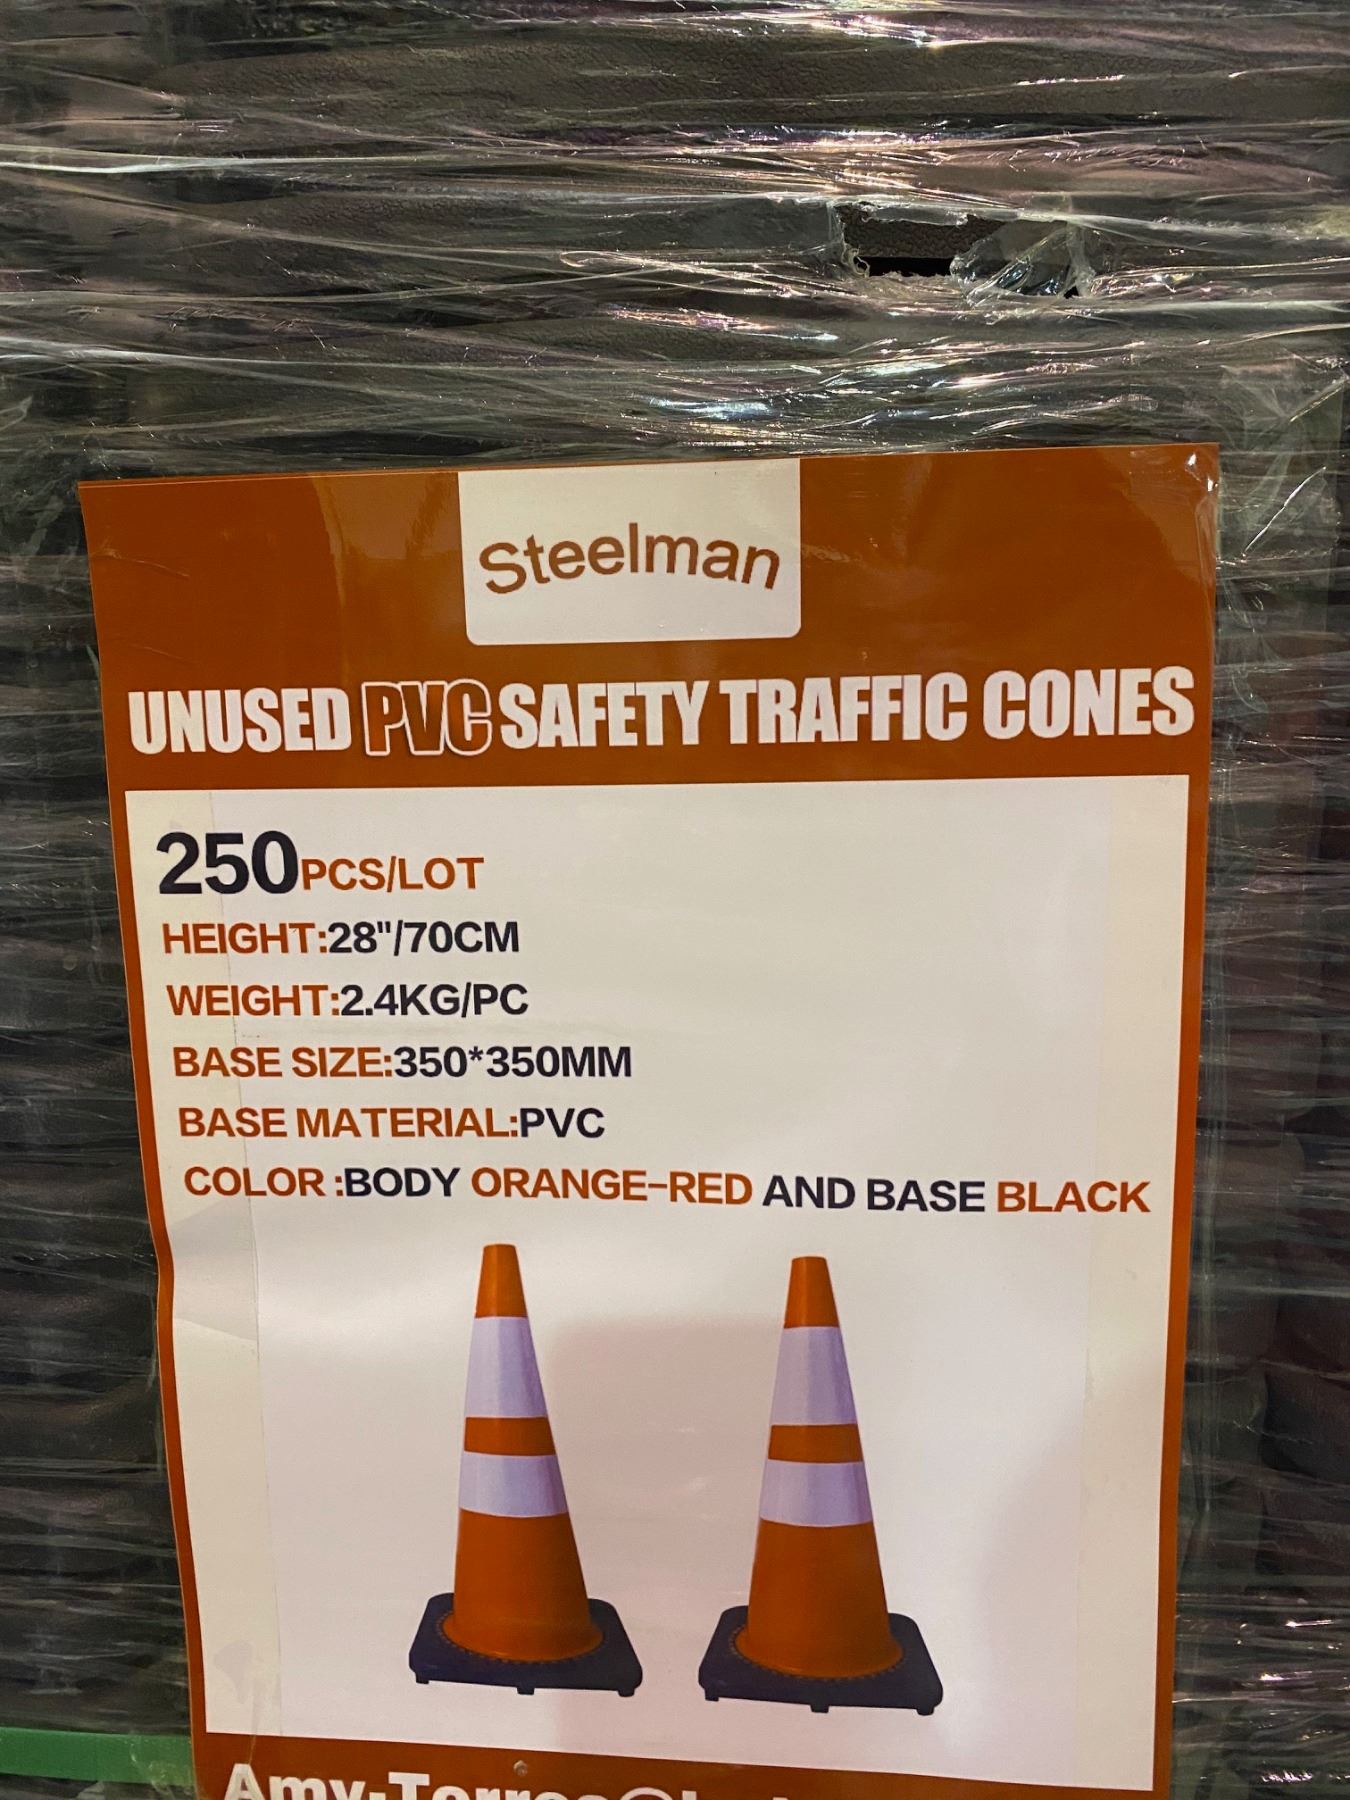 Steelman
UNUSED PVC SAFETY TRAFFIC CONES
250PCS/LOT
HEIGHT:28"/70CM
WEIGHT:2.4KG/PC
BASE SIZE:350*350MM
BASE MATERIAL:PVC
COLOR :BODY ORANGE-RED AND BASE BLACK